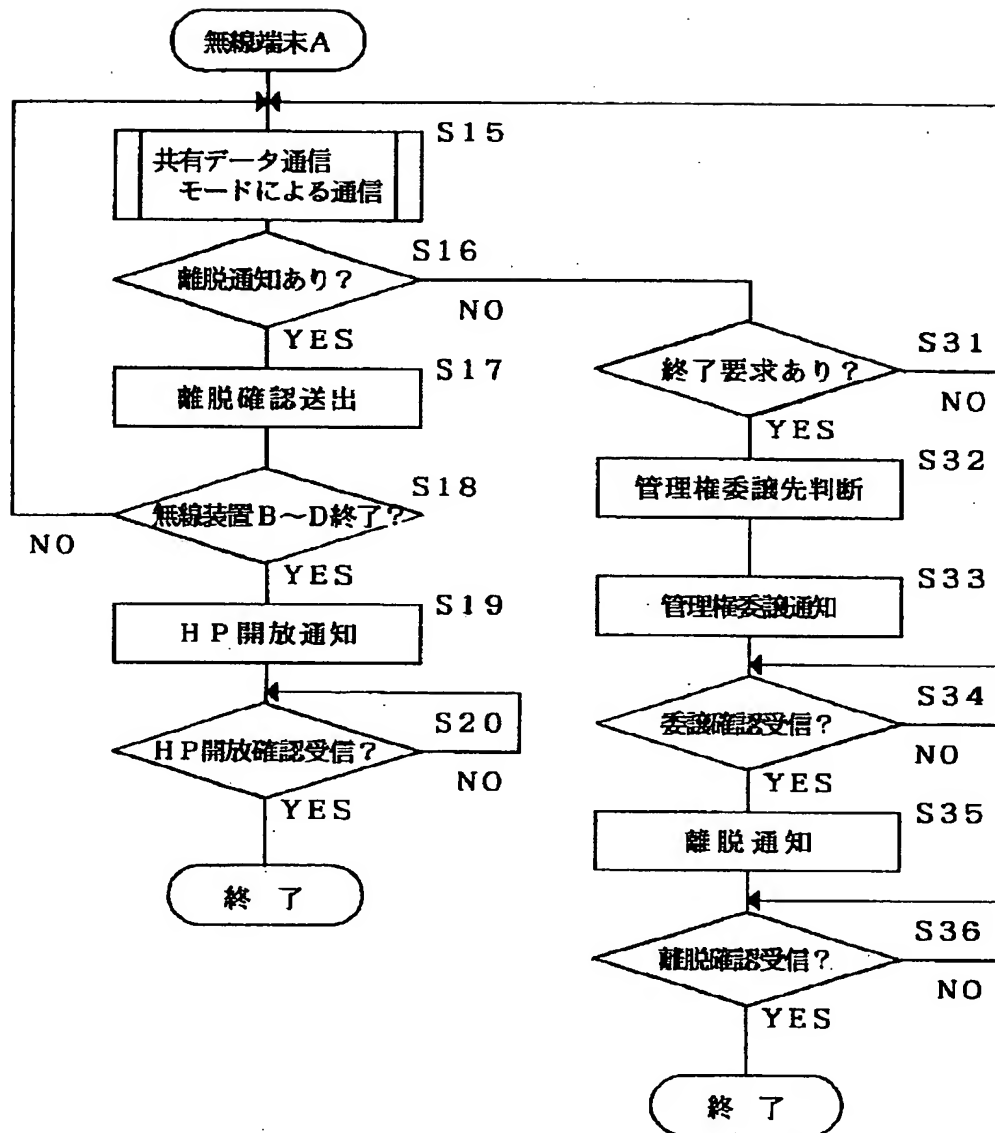 無線端末A
S15
共有データ通信
モードによる通信
S16
離脱通知あり?
NO
YES
S17
離脱確認送出
S18
無線装置B～D終了?
NO
YES
S19
HP開放通知
S20
HP開放確認受信?
NO
YES
終 了
S31
終了要求あり?
NO
YES
S32
管理権委譲先判断
S33
管理権委譲通知
S34
委譲確認受信?
NO
YES
S35
離脱通知
S36
離脱確認受信?
NO
YES
終 了